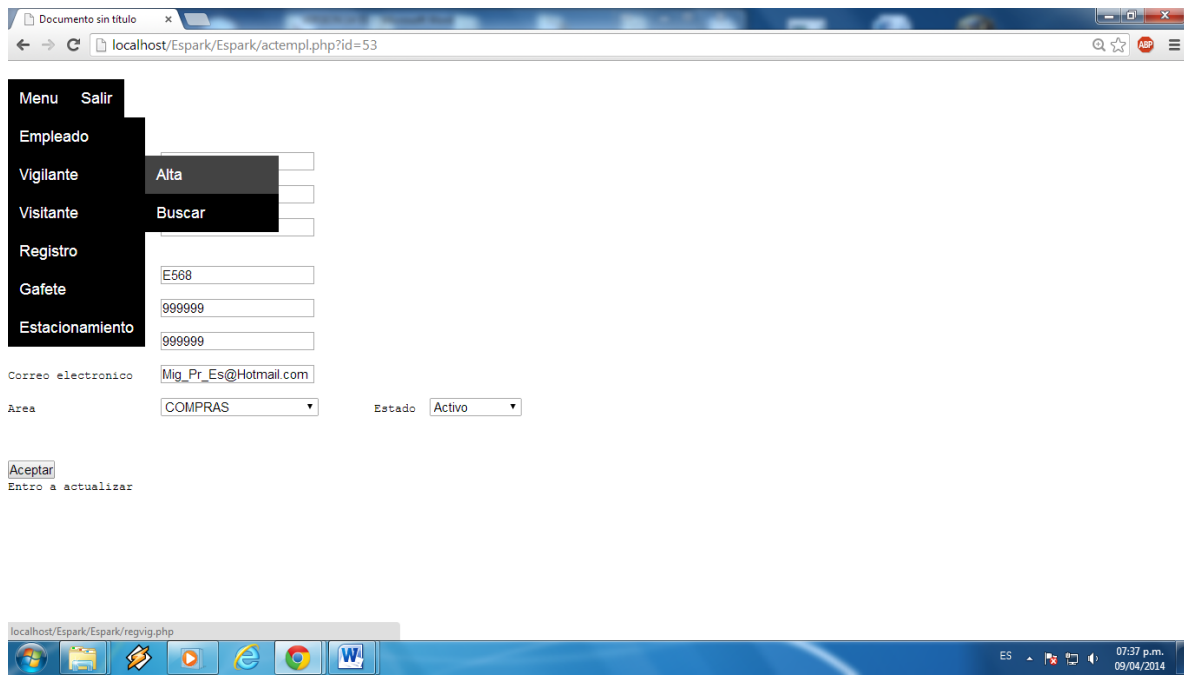 Documento sin título
localhost/Espark/Espark/actempl.php?id=53
ABP
Menu Salir
Empleado
Vigilante Alta
Visitante Buscar
Registro
Gafete
Estacionamiento
E568
999999
999999
Correo electronico Mig_Pr_Es@Hotmail.com
Area COMPRAS Estado Activo
Aceptar
Entro a actualizar
localhost/Espark/Espark/regvig.php
ES
07:37 p.m.
09/04/2014